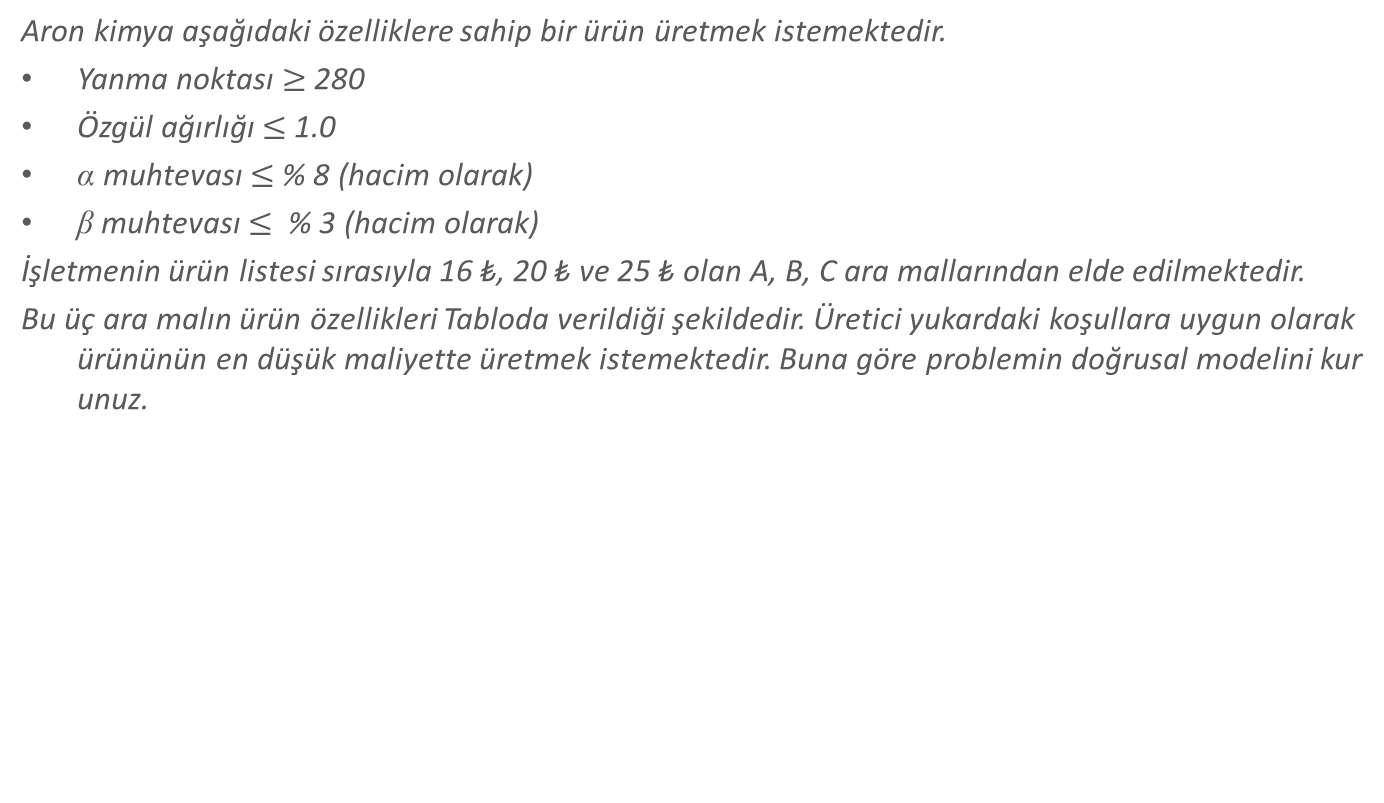 Aron kimya aşağıdaki özelliklere sahip bir ürün üretmek istemektedir.
• Yanma noktası ≥ 280
• Özgül ağırlığı ≤ 1.0
• α muhtevası ≤ % 8 (hacim olarak)
• β muhtevası ≤ % 3 (hacim olarak)
İşletmenin ürün listesi sırasıyla 16 ₺, 20 ₺ ve 25 ₺ olan A, B, C ara mallarından elde edilmektedir.
Bu üç ara malın ürün özellikleri Tabloda verildiği şekildedir. Üretici yukardaki koşullara uygun olarak
ürününün en düşük maliyette üretmek istemektedir. Buna göre problemin doğrusal modelini kur
unuz.